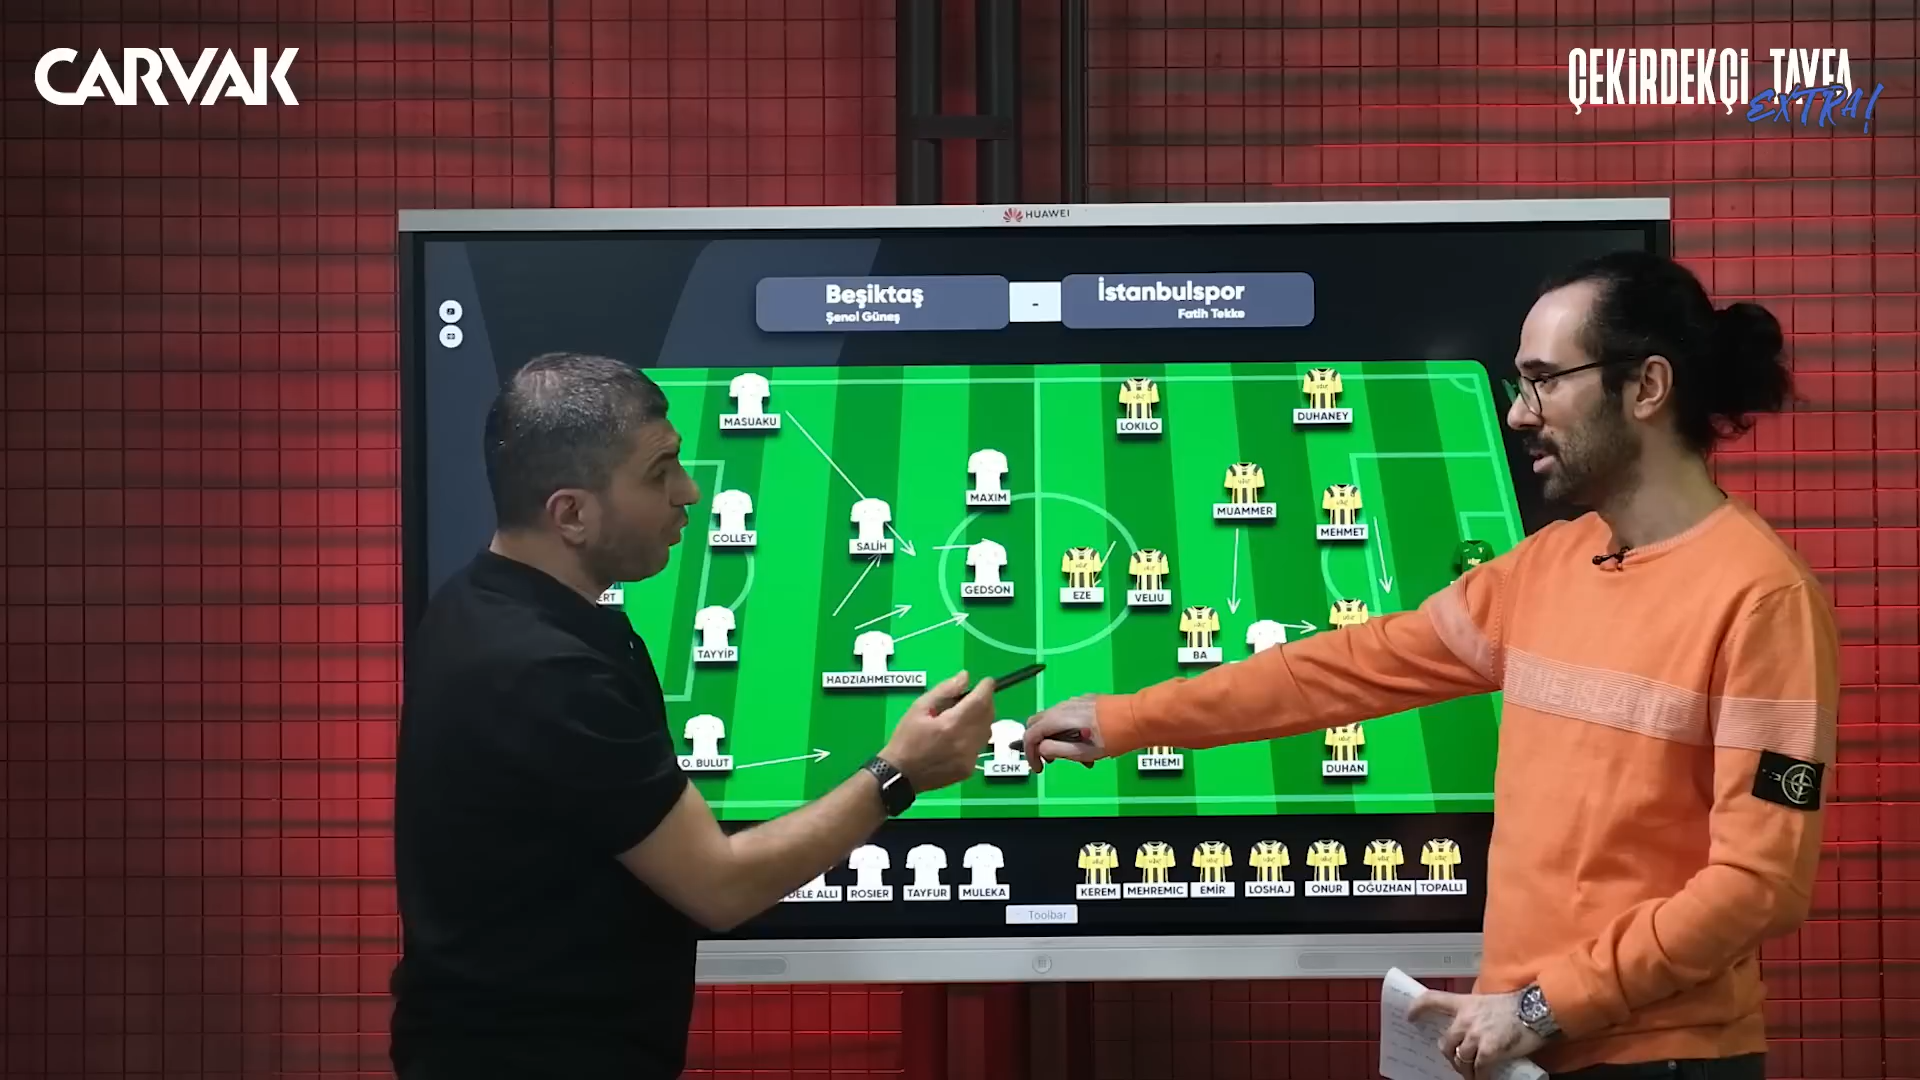 CARVAK
ÇEKİRDEKÇİ TAYFA
EXTRA!
HUAWEI
Beşiktaş
Şenol Güneş
-
İstanbulspor
Fatih Tekke
MASUAKU
LOKILO
DUHANEY
MAXIM
MUAMMER
COLLEY
SALİH
MEHMET
GEDSON
EZE
VELIU
ERT
TAYYİP
BA
HADZIAHMETOVIC
O. BULUT
CENK
ETHEMI
DUHAN
DELE ALLI
ROSIER
TAYFUR
MULEKA
KEREM
MEHREMIC
EMİR
LOSHAJ
ONUR
OĞUZHAN
TOPALLI
Toolbar